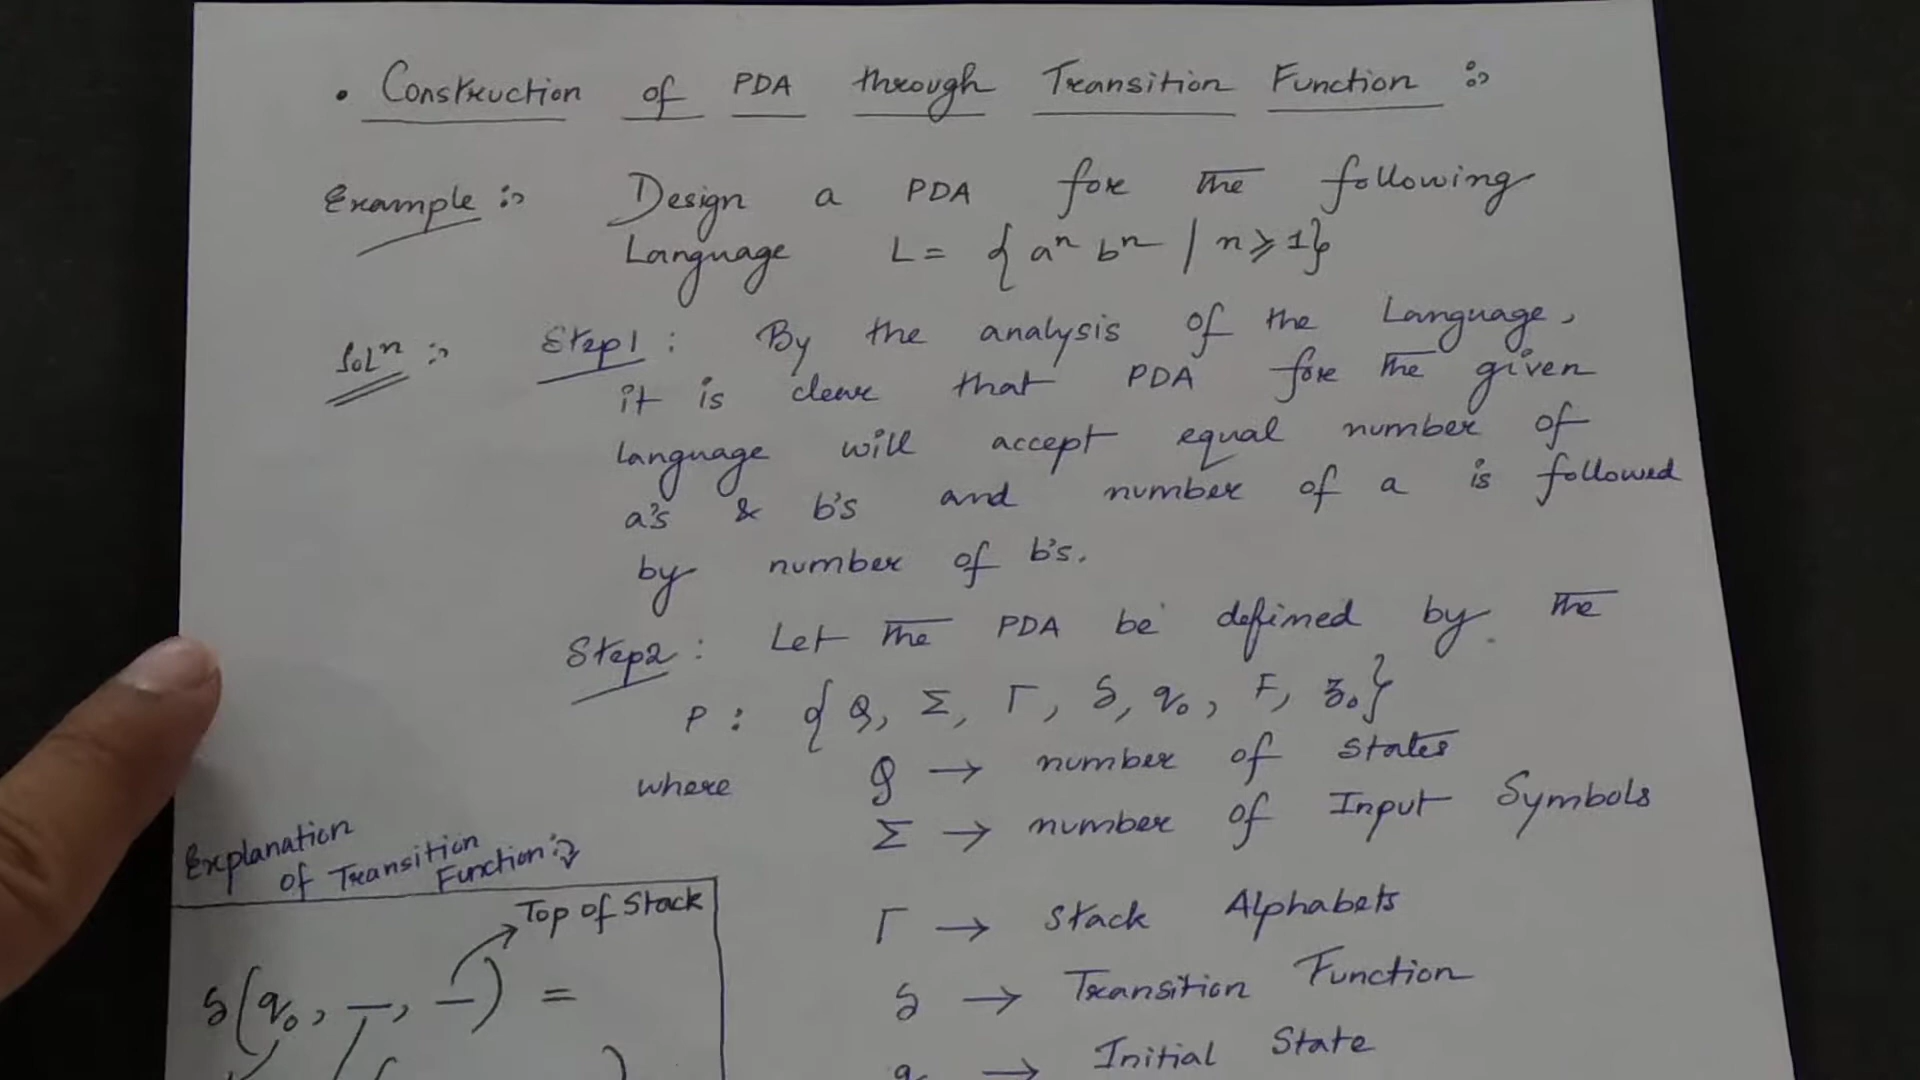 • Construction of PDA through Transition Function :-
Example :- Design a PDA for the following
Language L = { aⁿ bⁿ / n ⩾ 1}
Solⁿ :- Step1 : By the analysis of the Language,
it is clear that PDA for the given
language will accept equal number of
a's & b's and number of a is followed
by number of b's.
Step2 : Let the PDA be defined by the
P : { Q, Σ, Γ, δ, q₀, F, z₀}
where Q → number of states
Σ → number of Input Symbols
Γ → Stack Alphabets
δ → Transition Function
q → Initial State
Explanation
of Transition
Function :-
Top of Stack
δ(q₀, —, —) =